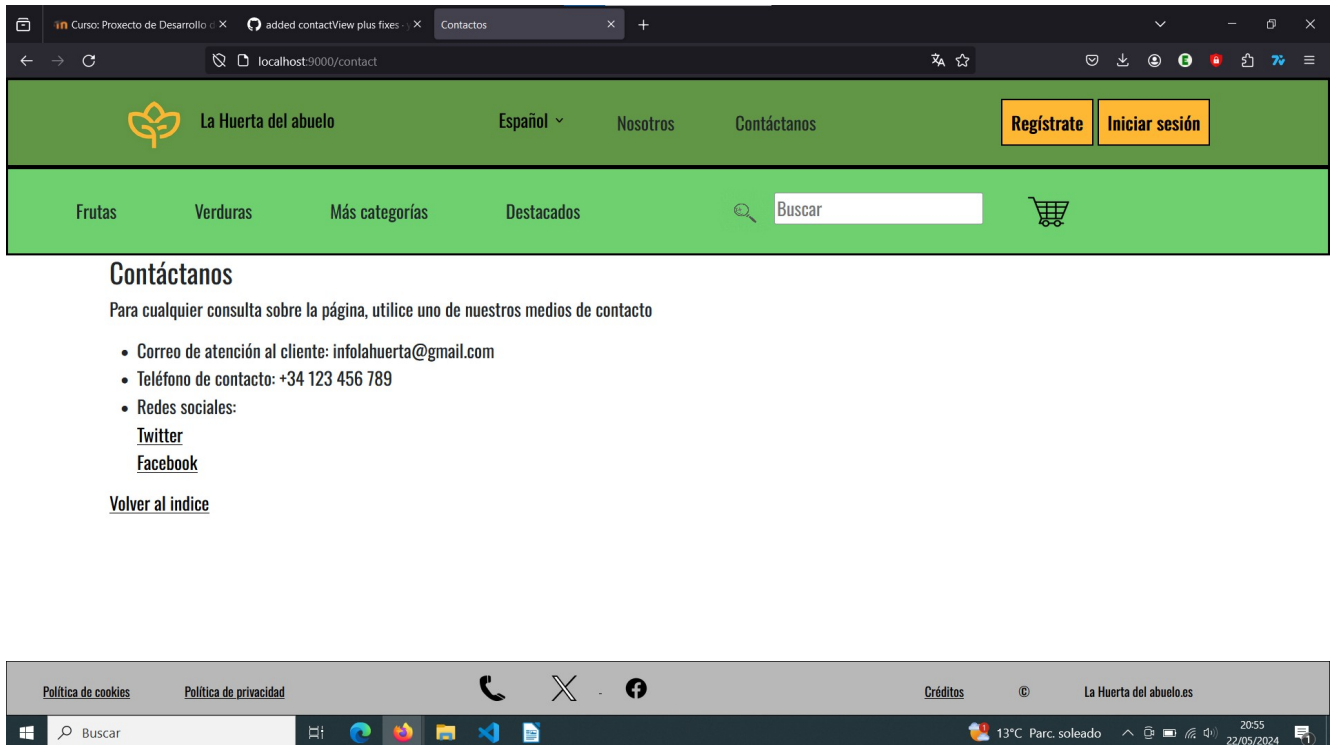 Curso: Proxecto de Desarrollo d
added contactView plus fixes · y
Contactos
localhost:9000/contact
La Huerta del abuelo
Español
Nosotros
Contáctanos
Regístrate
Iniciar sesión
Frutas
Verduras
Más categorías
Destacados
Buscar
Contáctanos
Para cualquier consulta sobre la página, utilice uno de nuestros medios de contacto
• Correo de atención al cliente: infolahuerta@gmail.com
• Teléfono de contacto: +34 123 456 789
• Redes sociales:
Twitter
Facebook
Volver al indice
Política de cookies
Política de privacidad
-
Créditos
©
La Huerta del abuelo.es
Buscar
13°C Parc. soleado
20:55
22/05/2024